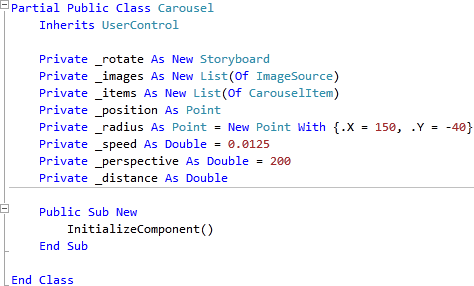 Partial Public Class Carousel
    Inherits UserControl

    Private _rotate As New Storyboard
    Private _images As New List(Of ImageSource)
    Private _items As New List(Of CarouselItem)
    Private _position As Point
    Private _radius As Point = New Point With {.X = 150, .Y = -40}
    Private _speed As Double = 0.0125
    Private _perspective As Double = 200
    Private _distance As Double

    Public Sub New
        InitializeComponent()
    End Sub

End Class